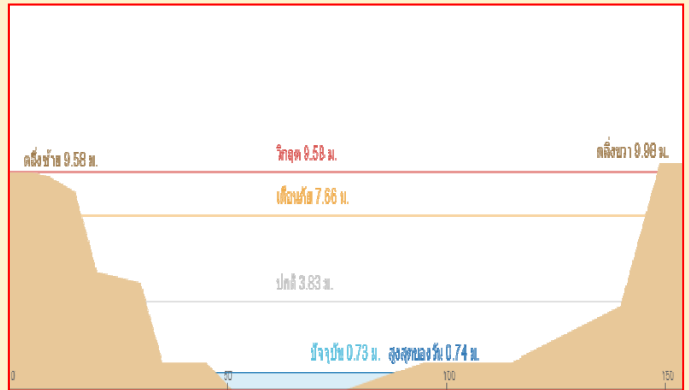 ตลิ่งซ้าย 9.58 ม.
วิกฤต 9.58 ม.
ตลิ่งขวา 9.98 ม.
เตือนภัย 7.66 ม.
ปกติ 3.83 ม.
ปัจจุบัน 0.73 ม. สูงสุดของวัน 0.74 ม.
0 50 100 150